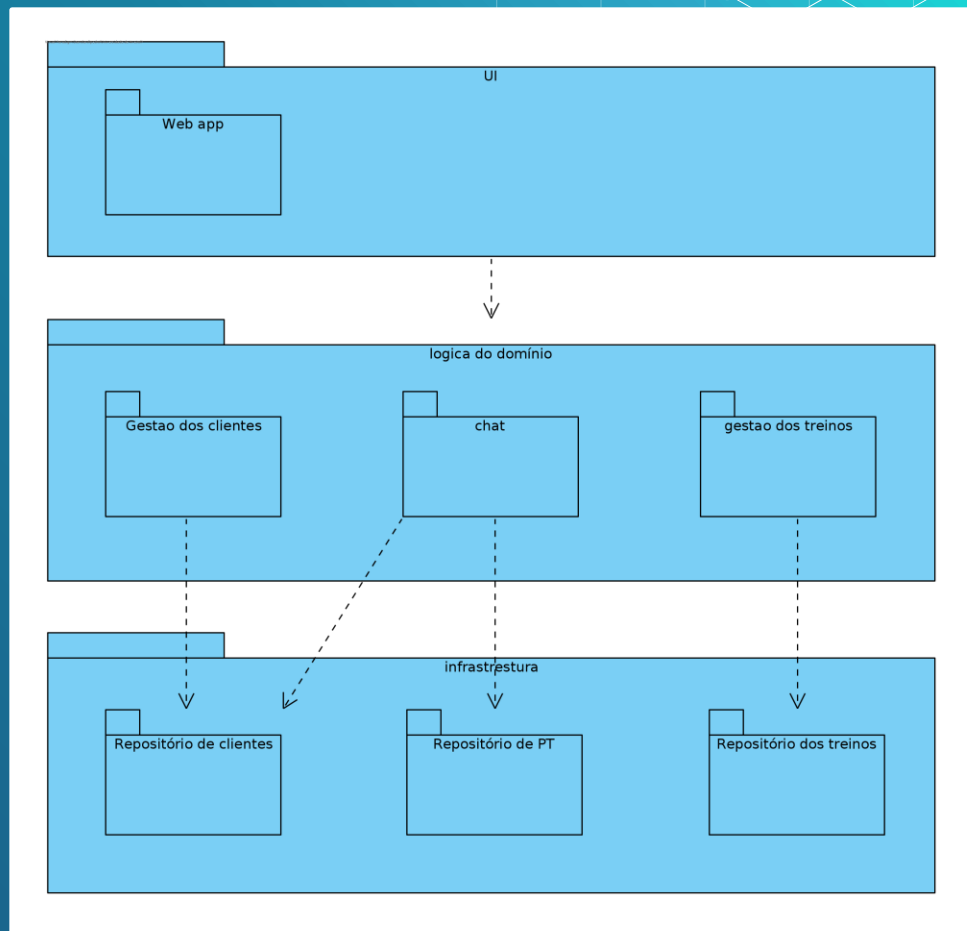 UI
Web app
logica do domínio
Gestao dos clientes
chat
gestao dos treinos
infraestrestura
Repositório de clientes
Repositório de PT
Repositório dos treinos